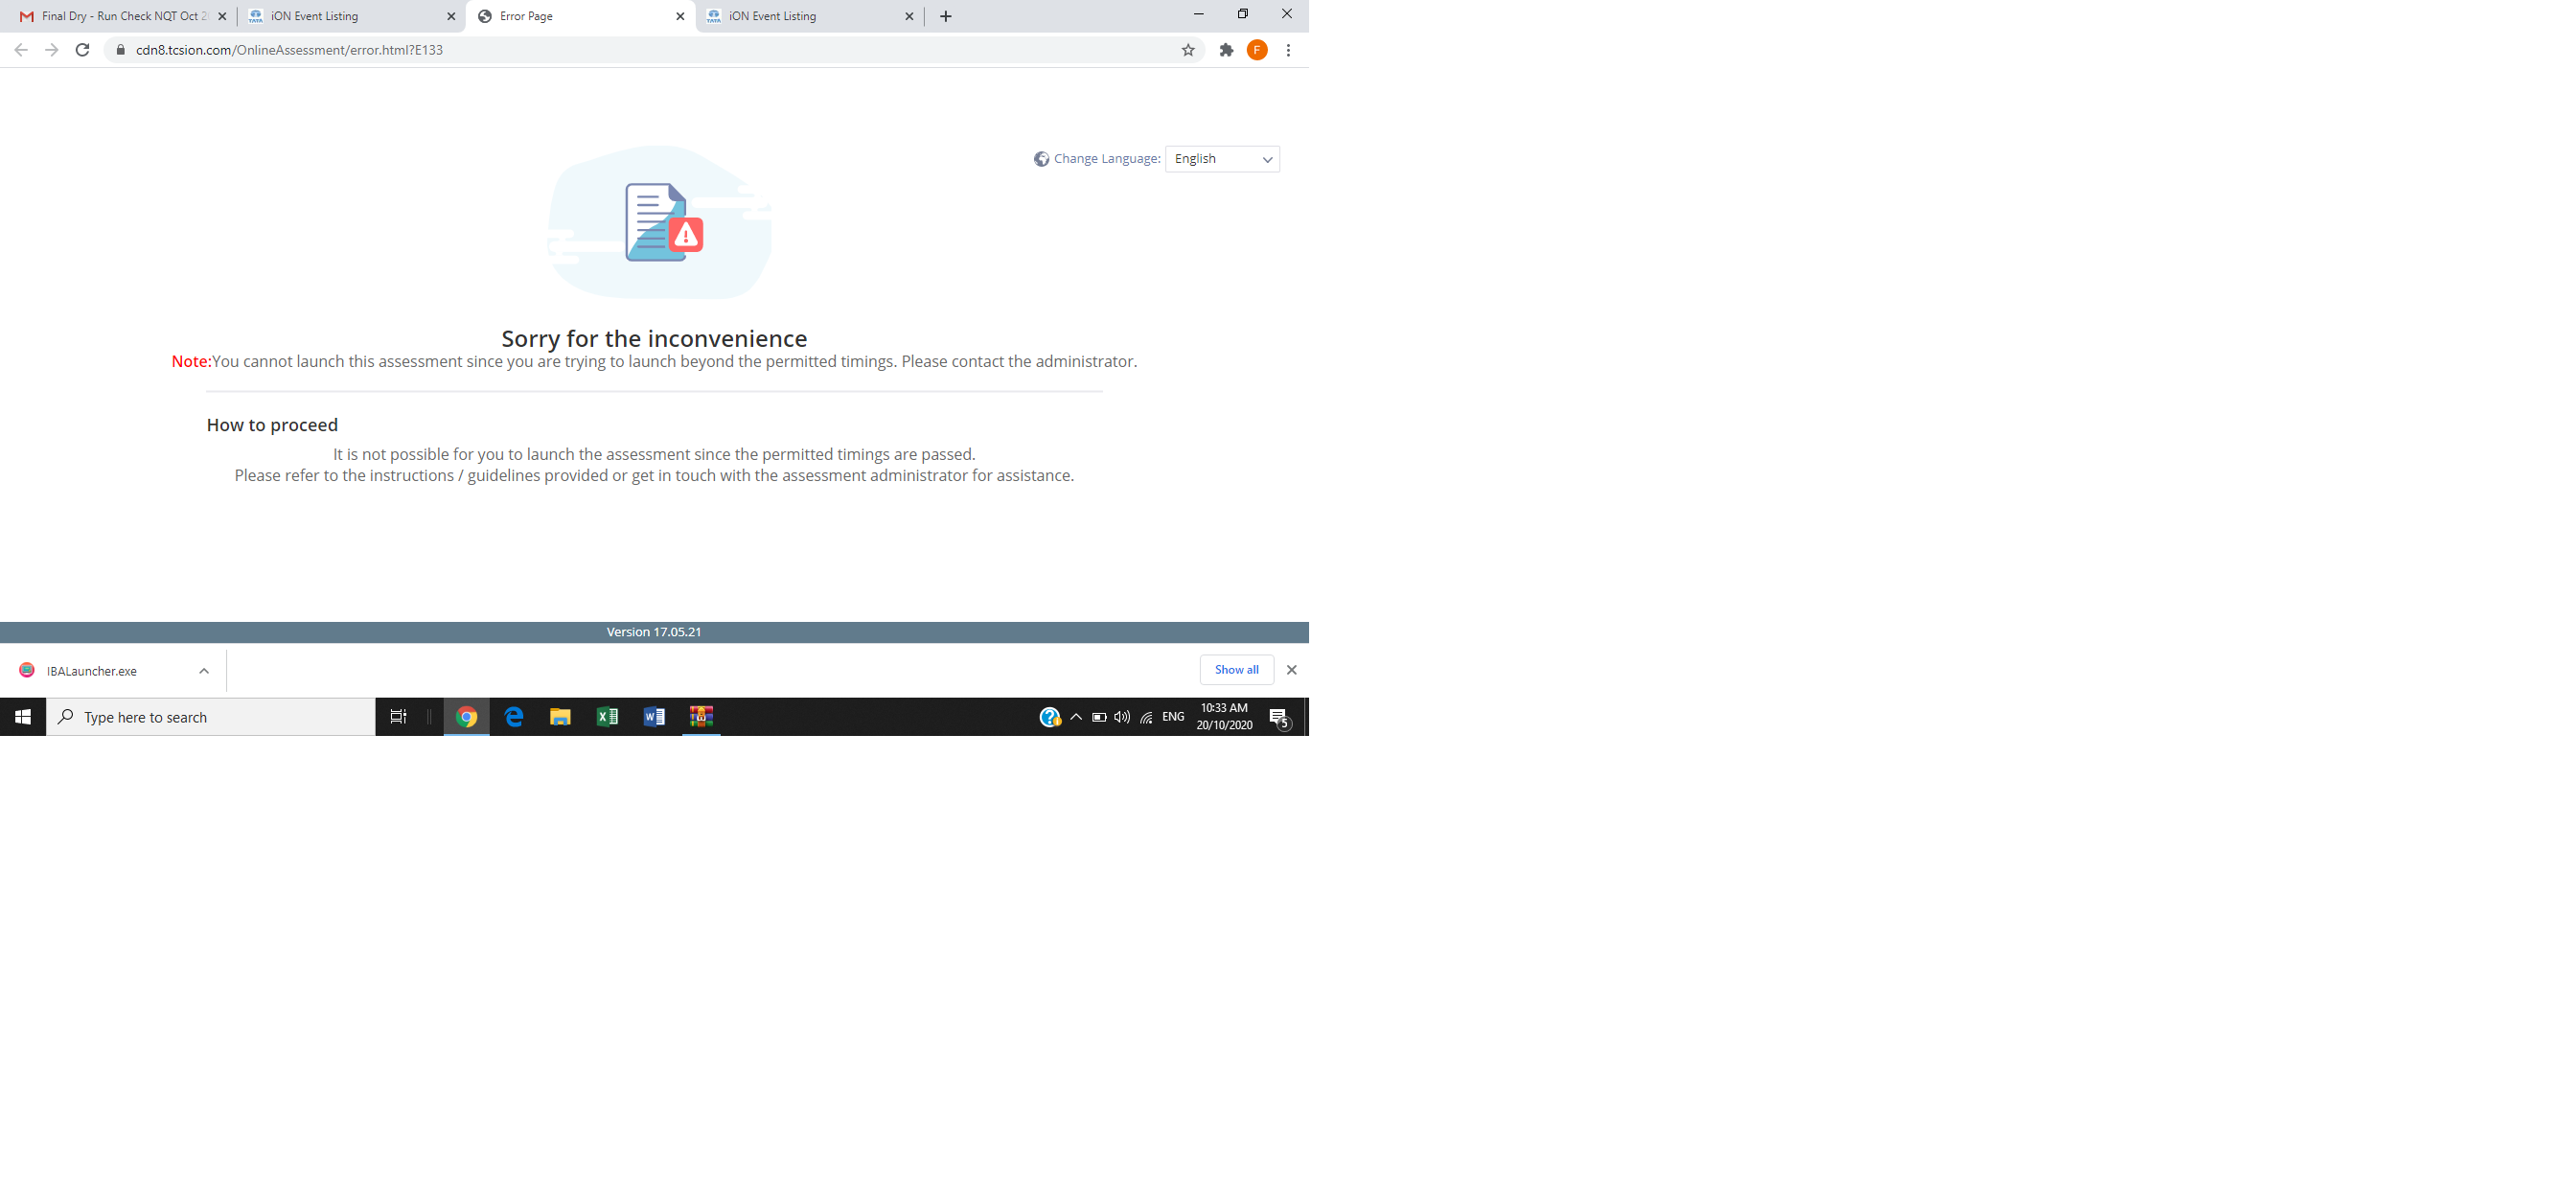 Final Dry - Run Check NQT Oct 2
iON Event Listing
Error Page
iON Event Listing
cdn8.tcsion.com/OnlineAssessment/error.html?E133
F
Change Language: English
Sorry for the inconvenience
Note:You cannot launch this assessment since you are trying to launch beyond the permitted timings. Please contact the administrator.
How to proceed
It is not possible for you to launch the assessment since the permitted timings are passed.
Please refer to the instructions / guidelines provided or get in touch with the assessment administrator for assistance.
Version 17.05.21
IBALauncher.exe
Show all
Type here to search
ENG
10:33 AM
20/10/2020
5